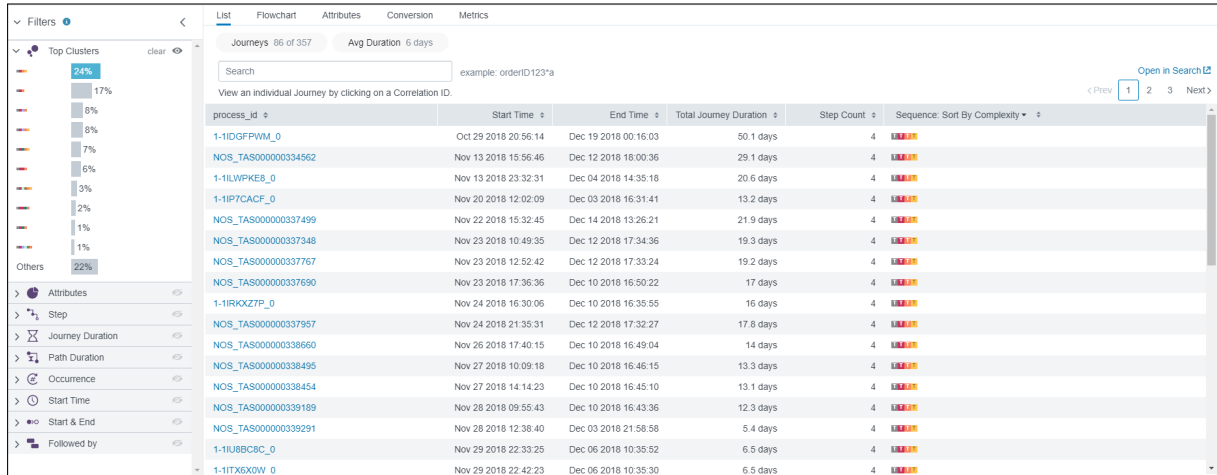 Filters
Top Clusters clear
24%
17%
8%
8%
7%
6%
3%
2%
1%
1%
Others 22%
Attributes
Step
Journey Duration
Path Duration
Occurrence
Start Time
Start & End
Followed by
List Flowchart Attributes Conversion Metrics
Journeys 86 of 357 Avg Duration 6 days
Search example: orderID123*a Open in Search
View an individual Journey by clicking on a Correlation ID. < Prev 1 2 3 Next >
process_id Start Time End Time Total Journey Duration Step Count Sequence: Sort By Complexity
1-1IDGFPWM_0 Oct 29 2018 20:56:14 Dec 19 2018 00:16:03 50.1 days 4
NOS_TAS000000334562 Nov 13 2018 15:56:46 Dec 12 2018 18:00:36 29.1 days 4
1-1ILWPKE8_0 Nov 13 2018 23:32:31 Dec 04 2018 14:35:18 20.6 days 4
1-1IP7CACF_0 Nov 20 2018 12:02:09 Dec 03 2018 16:31:41 13.2 days 4
NOS_TAS000000337499 Nov 22 2018 15:32:45 Dec 14 2018 13:26:21 21.9 days 4
NOS_TAS000000337348 Nov 23 2018 10:49:35 Dec 12 2018 17:34:36 19.3 days 4
NOS_TAS000000337767 Nov 23 2018 12:52:42 Dec 12 2018 17:33:24 19.2 days 4
NOS_TAS000000337690 Nov 23 2018 17:36:36 Dec 10 2018 16:50:22 17 days 4
1-1IRKXZ7P_0 Nov 24 2018 16:30:06 Dec 10 2018 16:35:55 16 days 4
NOS_TAS000000337957 Nov 24 2018 21:35:31 Dec 12 2018 17:32:27 17.8 days 4
NOS_TAS000000338660 Nov 26 2018 17:40:15 Dec 10 2018 16:49:04 14 days 4
NOS_TAS000000338495 Nov 27 2018 10:09:18 Dec 10 2018 16:46:15 13.3 days 4
NOS_TAS000000338454 Nov 27 2018 14:14:23 Dec 10 2018 16:45:10 13.1 days 4
NOS_TAS000000339189 Nov 28 2018 09:55:43 Dec 10 2018 16:43:36 12.3 days 4
NOS_TAS000000339291 Nov 28 2018 12:38:40 Dec 03 2018 21:58:58 5.4 days 4
1-1IU8BC8C_0 Nov 29 2018 22:33:25 Dec 06 2018 10:35:52 6.5 days 4
1-1ITX6X0W_0 Nov 29 2018 22:42:23 Dec 06 2018 10:35:30 6.5 days 4